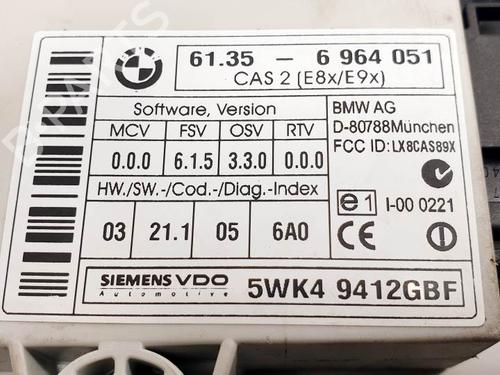 BMW
61.35 - 6 964 051
CAS 2 (E8x/E9x)
Software, Version
MCV FSV OSV RTV
0.0.0 6.1.5 3.3.0 0.0.0
HW./SW.-/Cod.-/Diag.-Index
03 21.1 05 6A0
BMW AG
D-80788München
FCC ID: LX8CAS89X
e1 I-00 0221
CE
SIEMENS VDO
Automotive
5WK4 9412GBF